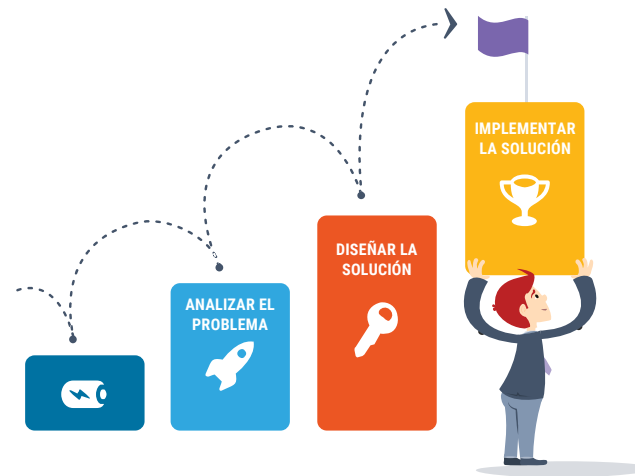 ANALIZAR EL
PROBLEMA
DISEÑAR LA
SOLUCIÓN
IMPLEMENTAR
LA SOLUCIÓN